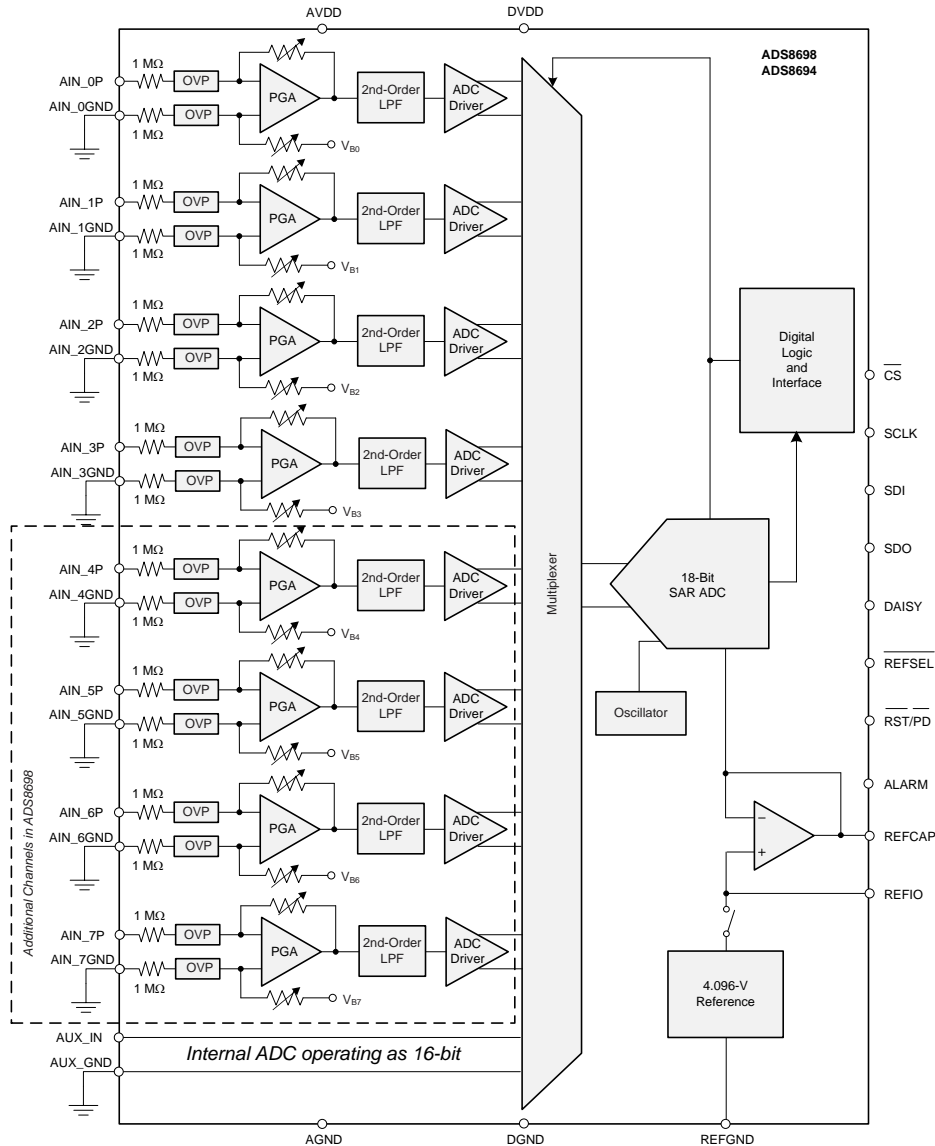 AVDD
DVDD
ADS8698
ADS8694
1 MΩ
AIN_0P
OVP
PGA
2nd-Order
LPF
ADC
Driver
AIN_0GND
OVP
1 MΩ
VB0
1 MΩ
AIN_1P
OVP
PGA
2nd-Order
LPF
ADC
Driver
AIN_1GND
OVP
1 MΩ
VB1
1 MΩ
AIN_2P
OVP
PGA
2nd-Order
LPF
ADC
Driver
AIN_2GND
OVP
1 MΩ
VB2
1 MΩ
AIN_3P
OVP
PGA
2nd-Order
LPF
ADC
Driver
AIN_3GND
OVP
1 MΩ
VB3
Additional Channels in ADS8698
1 MΩ
AIN_4P
OVP
PGA
2nd-Order
LPF
ADC
Driver
AIN_4GND
OVP
1 MΩ
VB4
1 MΩ
AIN_5P
OVP
PGA
2nd-Order
LPF
ADC
Driver
AIN_5GND
OVP
1 MΩ
VB5
1 MΩ
AIN_6P
OVP
PGA
2nd-Order
LPF
ADC
Driver
AIN_6GND
OVP
1 MΩ
VB6
1 MΩ
AIN_7P
OVP
PGA
2nd-Order
LPF
ADC
Driver
AIN_7GND
OVP
1 MΩ
VB7
AUX_IN
Internal ADC operating as 16-bit
AUX_GND
Multiplexer
Digital
Logic
and
Interface
18-Bit
SAR ADC
Oscillator
−
+
4.096-V
Reference
CS
SCLK
SDI
SDO
DAISY
REFSEL
RST/PD
ALARM
REFCAP
REFIO
AGND
DGND
REFGND